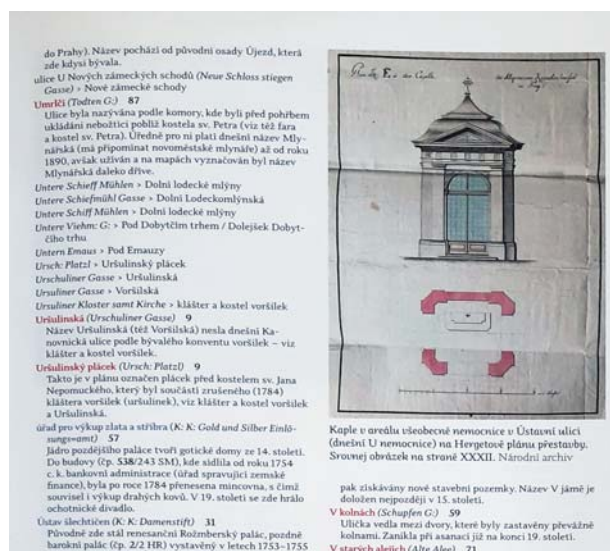 do Prahy). Název pochází od původní osady Újezd, která
zde kdysi bývala.
ulice U Nových zámeckých schodů (Neue Schloss stiegen
Gasse) > Nové zámecké schody
Umrlčí (Todten G:) 87
Ulice byla nazývána podle komory, kde byli před pohřbem
ukládáni nebožtíci poblíž kostela sv. Petra (viz též fara
a kostel sv. Petra). Úředně pro ni platí dnešní název Mly-
nářská (má připomínat novoměstské mlynáře) až od roku
1890, avšak užíván a na mapách vyznačován byl název
Mlynářská daleko dříve.
Untere Schieff Mühlen > Dolní lodecké mlýny
Untere Schiefmühl Gasse > Dolní Lodeckomlýnská
Untere Schiff Mühlen > Dolní lodecké mlýny
Untere Viehm: G: > Pod Dobytčím trhem / Dolejšek Dobyt-
čího trhu
Untern Emaus > Pod Emauzy
Ursch: Platzl > Uršulinský plácek
Urschuliner Gasse > Uršulinská
Ursuliner Gasse > Voršilská
Ursuliner Kloster samt Kirche > klášter a kostel voršilek
Uršulinská (Urschuliner Gasse) 9
Název Uršulinská (též Voršilská) nesla dnešní Ka-
novnická ulice podle bývalého konventu voršilek – viz
klášter a kostel voršilek.
Uršulinský plácek (Ursch: Platzl) 9
Takto je v plánu označen plácek před kostelem sv. Jana
Nepomuckého, který byl součástí zrušeného (1784)
kláštera voršilek (uršulinek), viz klášter a kostel voršilek
a Uršulinská.
úřad pro výkup zlata a stříbra (K: K: Gold und Silber Einlö-
sungs=amt) 57
Jádro pozdějšího paláce tvoří gotické domy ze 14. století.
Do budovy (čp. 538/243 SM), kde sídlila od roku 1754
c. k. bankovní administrace (úřad spravující zemské
finance), byla po roce 1784 přenesena mincovna, s čímž
souvisel i výkup drahých kovů. V 19. století se zde hrálo
ochotnické divadlo.
Ústav šlechtičen (K: K: Damenstift) 31
Původně zde stál renesanční Rožmberský palác, pozdně
barokní palác (čp. 2/2 HR) vystavěný v letech 1753–1755
Kaple v areálu všeobecné nemocnice v Ústavní ulici
(dnešní U nemocnice) na Hergetově plánu přestavby.
Srovnej obrázek na straně XXXII. Národní archiv
pak získávány nové stavební pozemky. Název V jámě je
doložen nejpozději v 15. století.
V kolnách (Schupfen G:) 59
Ulička vedla mezi dvory, které byly zastavěny převážně
kolnami. Zanikla při asanaci již na konci 19. století.
V starých alejích (Alte Alee) 71